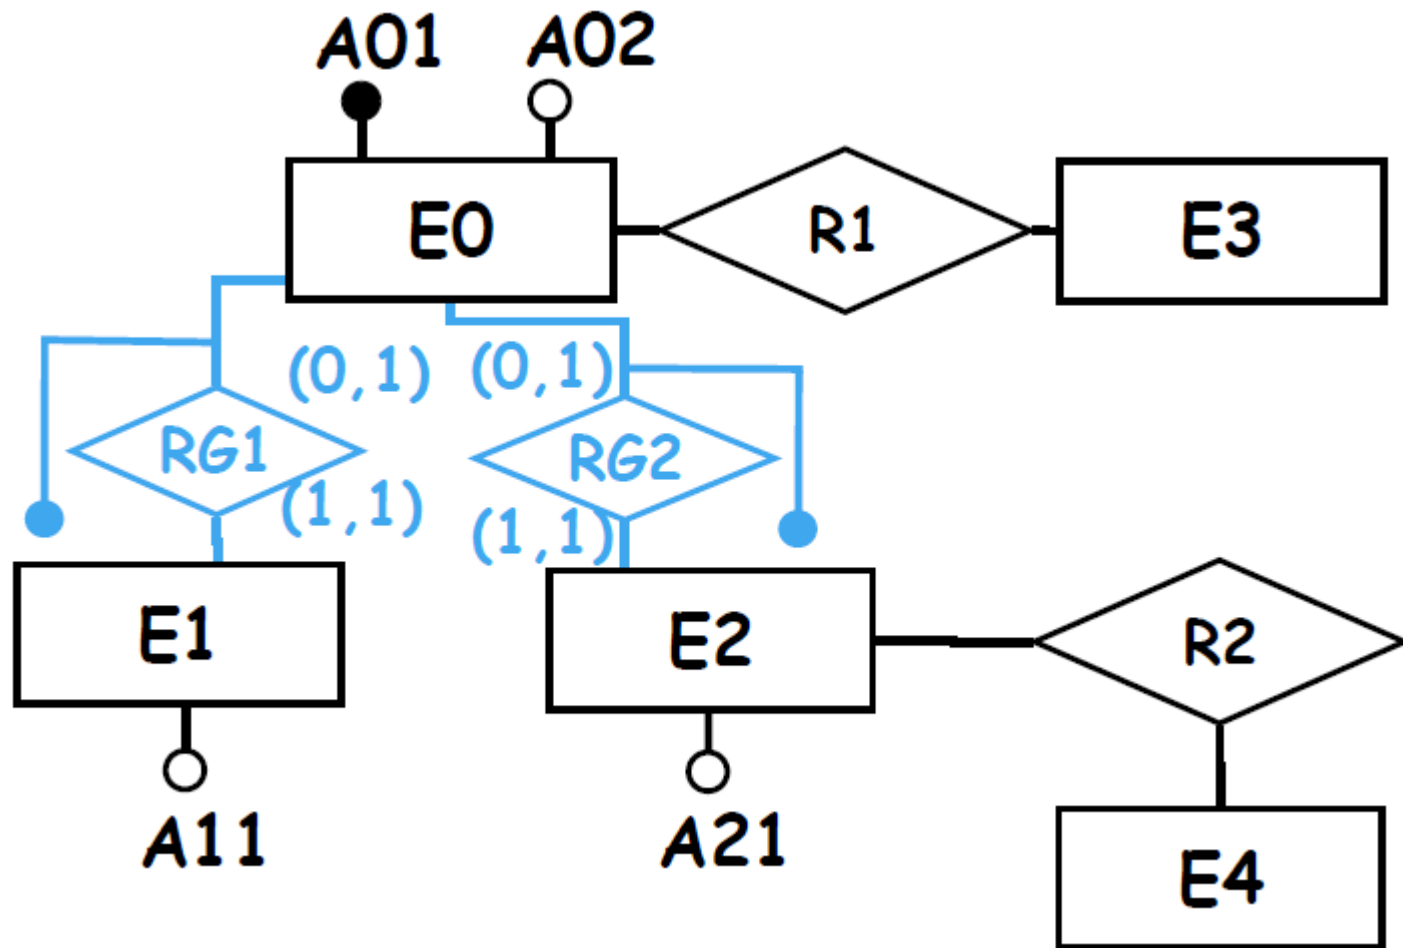 A01 A02
E0 R1 E3
(0,1) (0,1)
RG1 RG2
(1,1) (1,1)
E1 E2 R2
A11 A21
E4